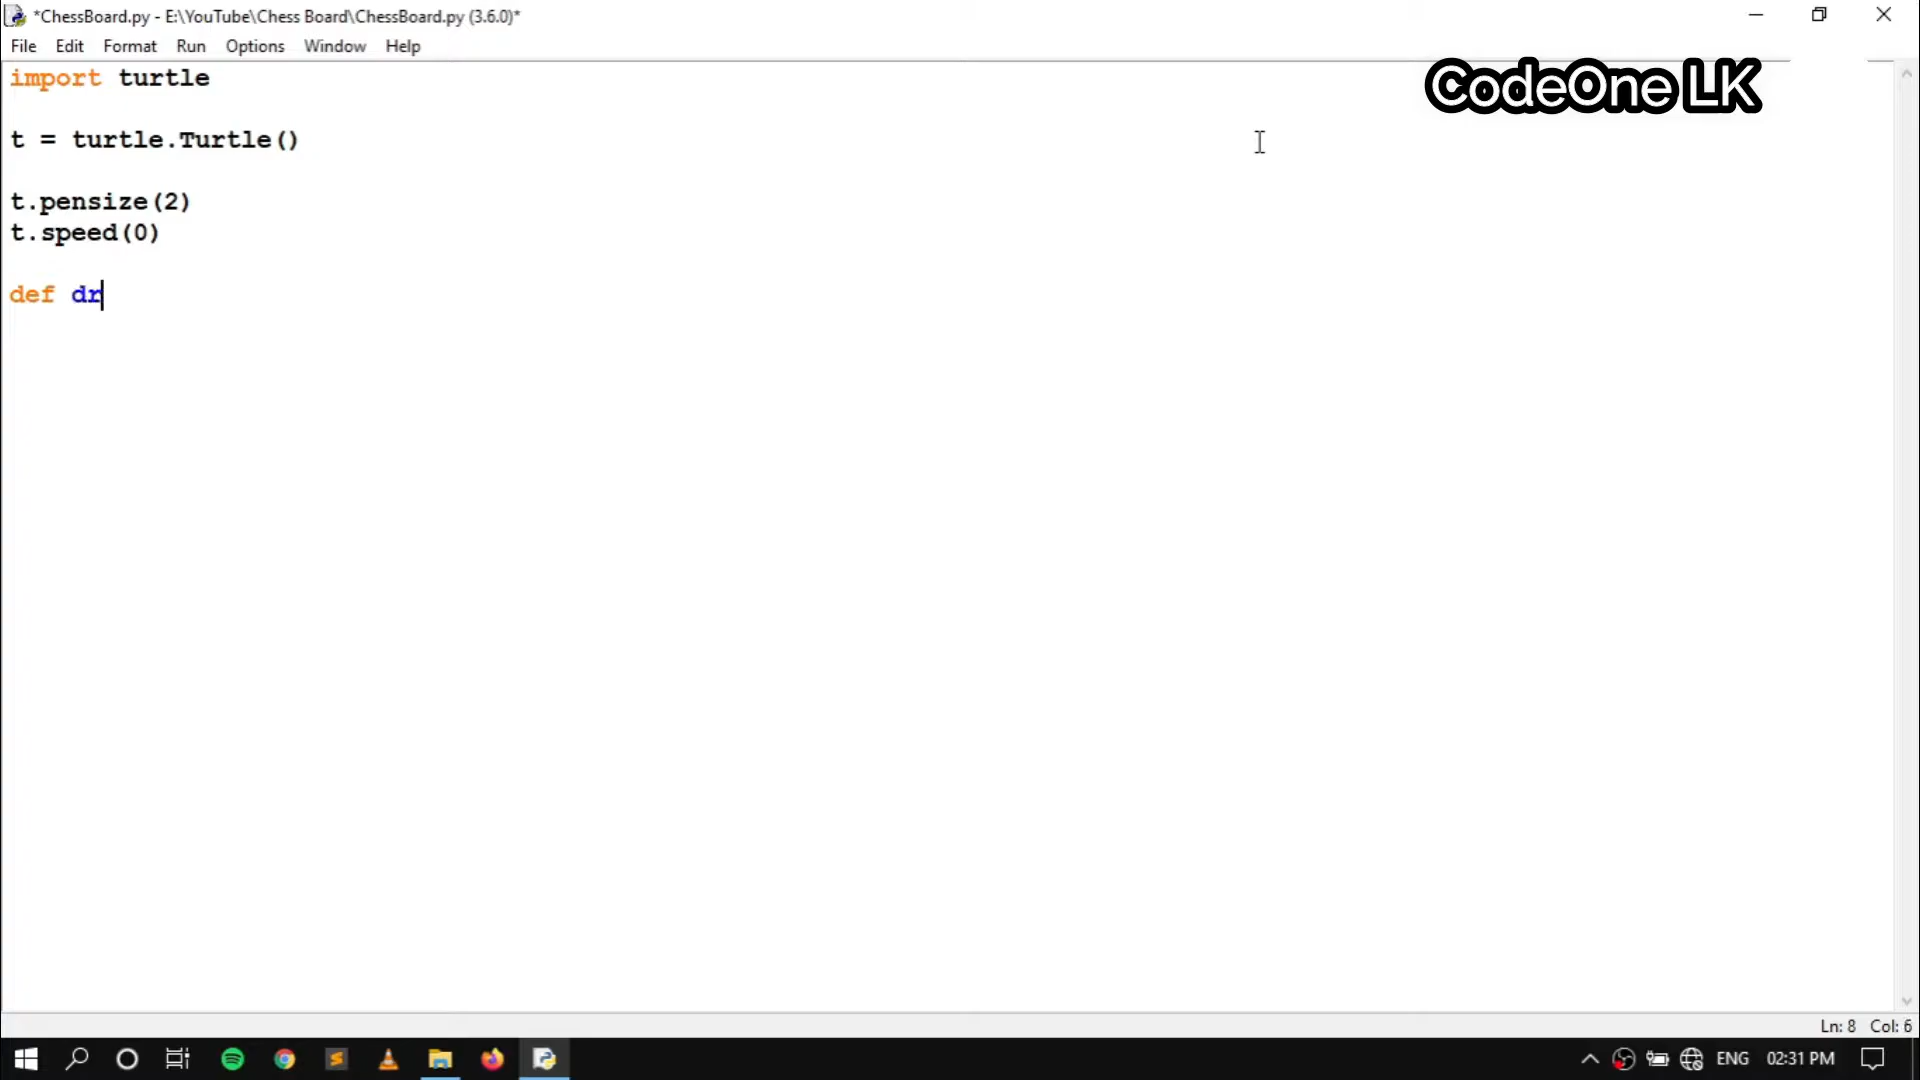 *ChessBoard.py - E:\YouTube\Chess Board\ChessBoard.py (3.6.0)*
File Edit Format Run Options Window Help
CodeOne LK
import turtle
t = turtle.Turtle()
t.pensize(2)
t.speed(0)
def dr
Ln: 8 Col: 6
ENG 02:31 PM